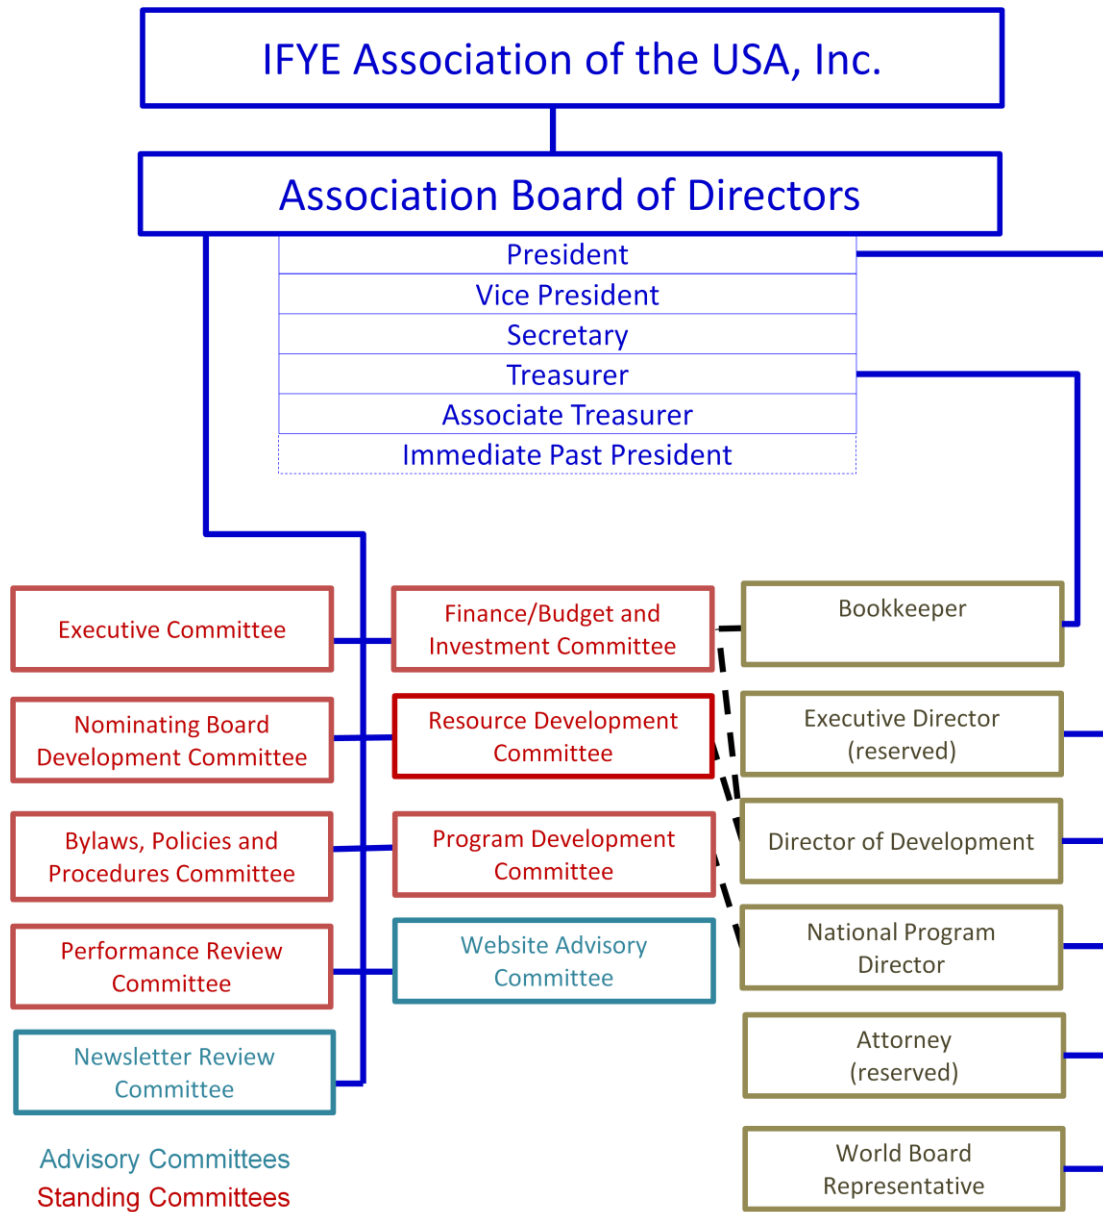 IFYE Association of the USA, Inc.
Association Board of Directors
President
Vice President
Secretary
Treasurer
Associate Treasurer
Immediate Past President
Executive Committee
Finance/Budget and
Investment Committee
Bookkeeper
Nominating Board
Development Committee
Resource Development
Committee
Executive Director
(reserved)
Bylaws, Policies and
Procedures Committee
Program Development
Committee
Director of Development
Performance Review
Committee
Website Advisory
Committee
National Program
Director
Newsletter Review
Committee
Attorney
(reserved)
World Board
Representative
Advisory Committees
Standing Committees